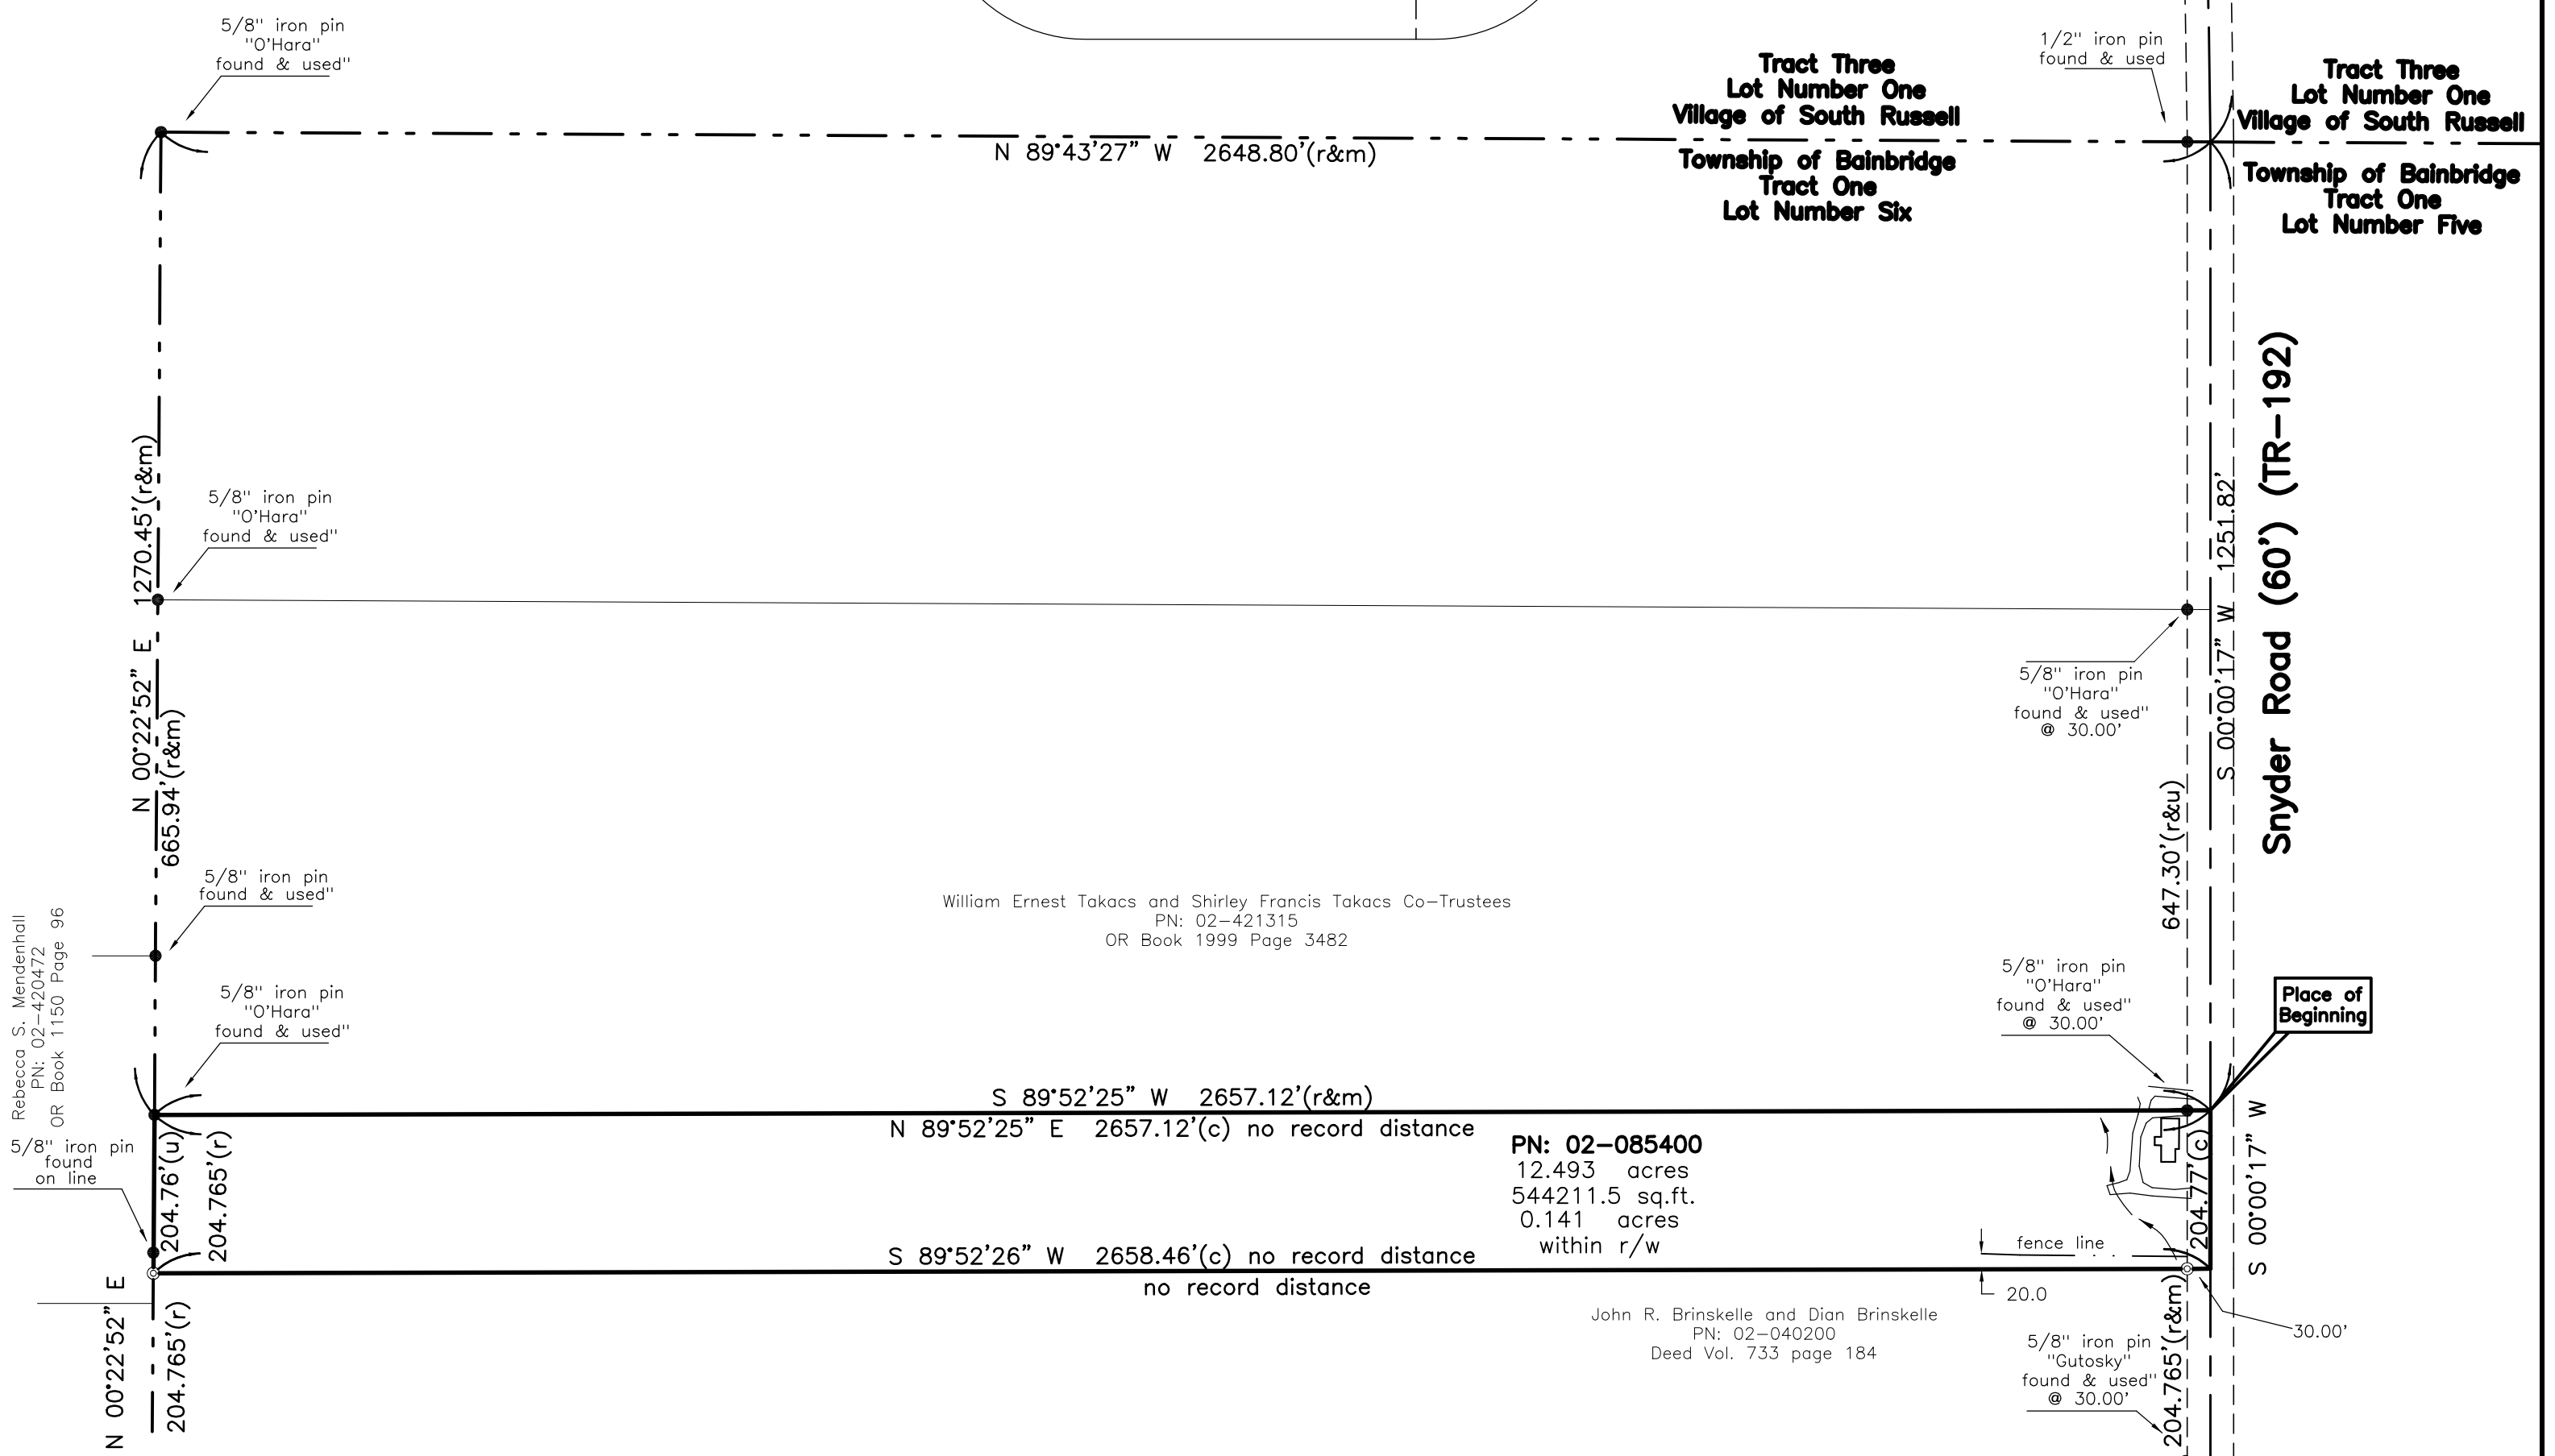 5/8" iron pin
"O'Hara"
found & used"
1/2" iron pin
found & used
Tract Three
Lot Number One
Village of South Russell
Tract Three
Lot Number One
Village of South Russell
N 89°43'27" W 2648.80'(r&m)
Township of Bainbridge
Tract One
Lot Number Six
Township of Bainbridge
Tract One
Lot Number Five
N 00°22'52" E 1270.45'(r&m)
5/8" iron pin
"O'Hara"
found & used"
665.94'(r&m)
5/8" iron pin
"O'Hara"
found & used"
@ 30.00'
S 00°00'17" W 1251.82'
Snyder Road (60') (TR-192)
647.30'(r&u)
5/8" iron pin
found & used"
William Ernest Takacs and Shirley Francis Takacs Co-Trustees
PN: 02-421315
OR Book 1999 Page 3482
Rebecca S. Mendenhall
PN: 02-420472
OR Book 1150 Page 96
5/8" iron pin
"O'Hara"
found & used"
5/8" iron pin
"O'Hara"
found & used"
@ 30.00'
Place of
Beginning
S 89°52'25" W 2657.12'(r&m)
N 89°52'25" E 2657.12'(c) no record distance
5/8" iron pin
found
on line
204.76'(u)
204.765'(r)
PN: 02-085400
12.493 acres
544211.5 sq.ft.
0.141 acres
within r/w
204.77'(c)
S 00°00'17" W
fence line
S 89°52'26" W 2658.46'(c) no record distance
no record distance
20.0
30.00'
N 00°22'52" E
204.765'(r)
John R. Brinskelle and Dian Brinskelle
PN: 02-040200
Deed Vol. 733 page 184
5/8" iron pin
"Gutosky"
found & used"
@ 30.00'
204.765'(r&m)